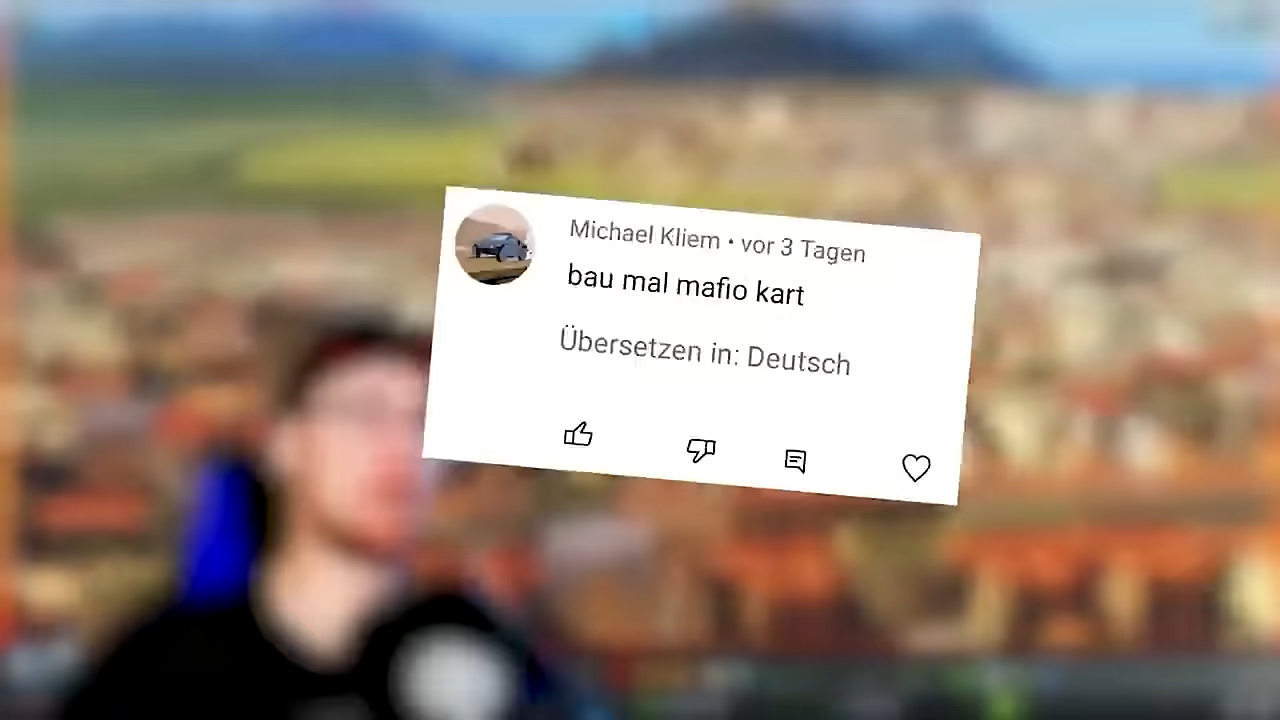 Michael Kliem • vor 3 Tagen
bau mal mafio kart
Übersetzen in: Deutsch